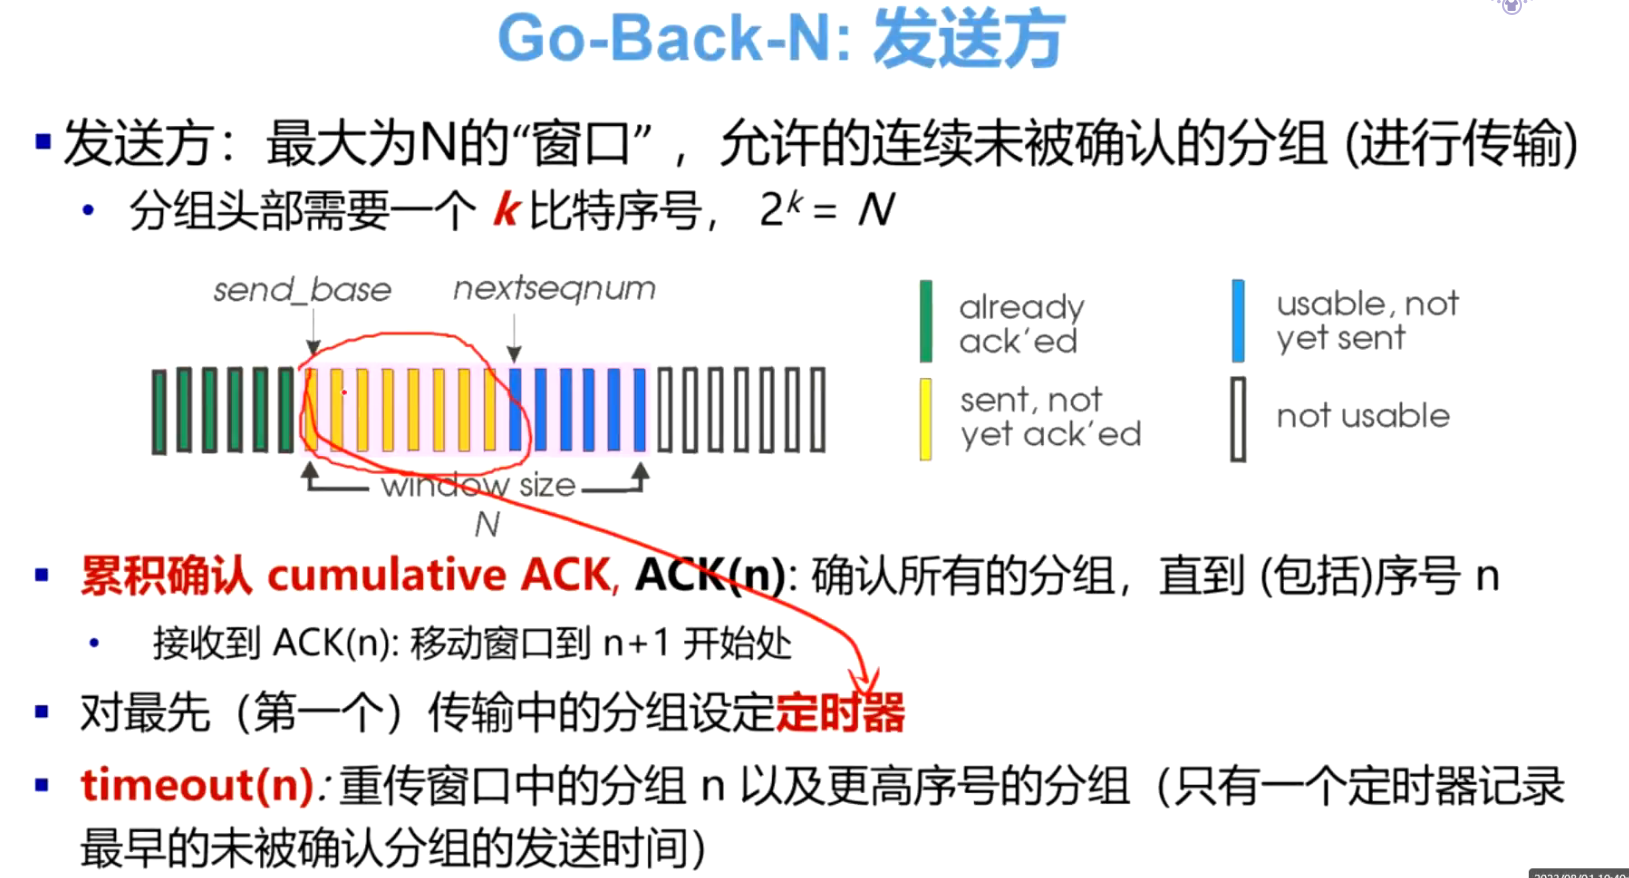 Go-Back-N: 发送方
▪ 发送方：最大为N的“窗口”，允许的连续未被确认的分组 (进行传输)
• 分组头部需要一个 k 比特序号， 2ᵏ = N
send_base nextseqnum
already usable, not
ack’ed yet sent
sent, not not usable
yet ack’ed
window size
N
▪ 累积确认 cumulative ACK, ACK(n): 确认所有的分组，直到 (包括)序号 n
• 接收到 ACK(n): 移动窗口到 n+1 开始处
▪ 对最先（第一个）传输中的分组设定定时器
▪ timeout(n): 重传窗口中的分组 n 以及更高序号的分组（只有一个定时器记录
最早的未被确认分组的发送时间）